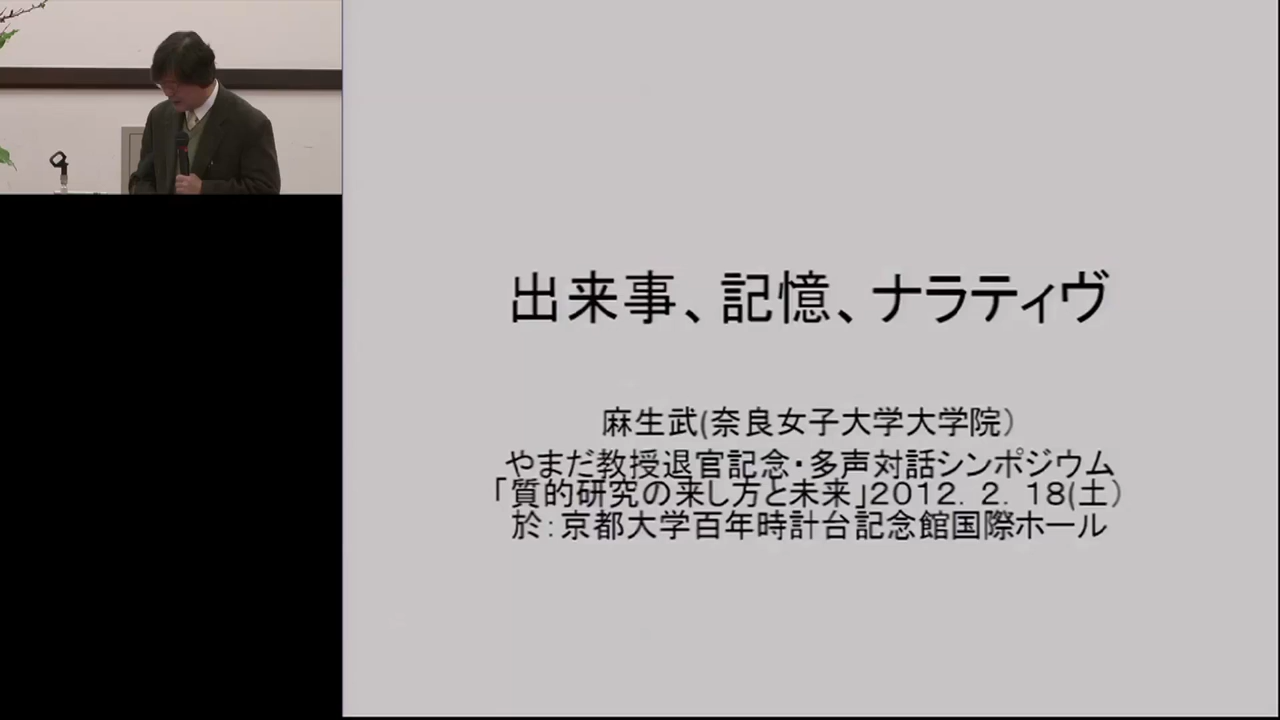 出来事、記憶、ナラティヴ
麻生武(奈良女子大学大学院）
やまだ教授退官記念・多声対話シンポジウム
「質的研究の来し方と未来」２０１２．２．１８(土）
於：京都大学百年時計台記念館国際ホール